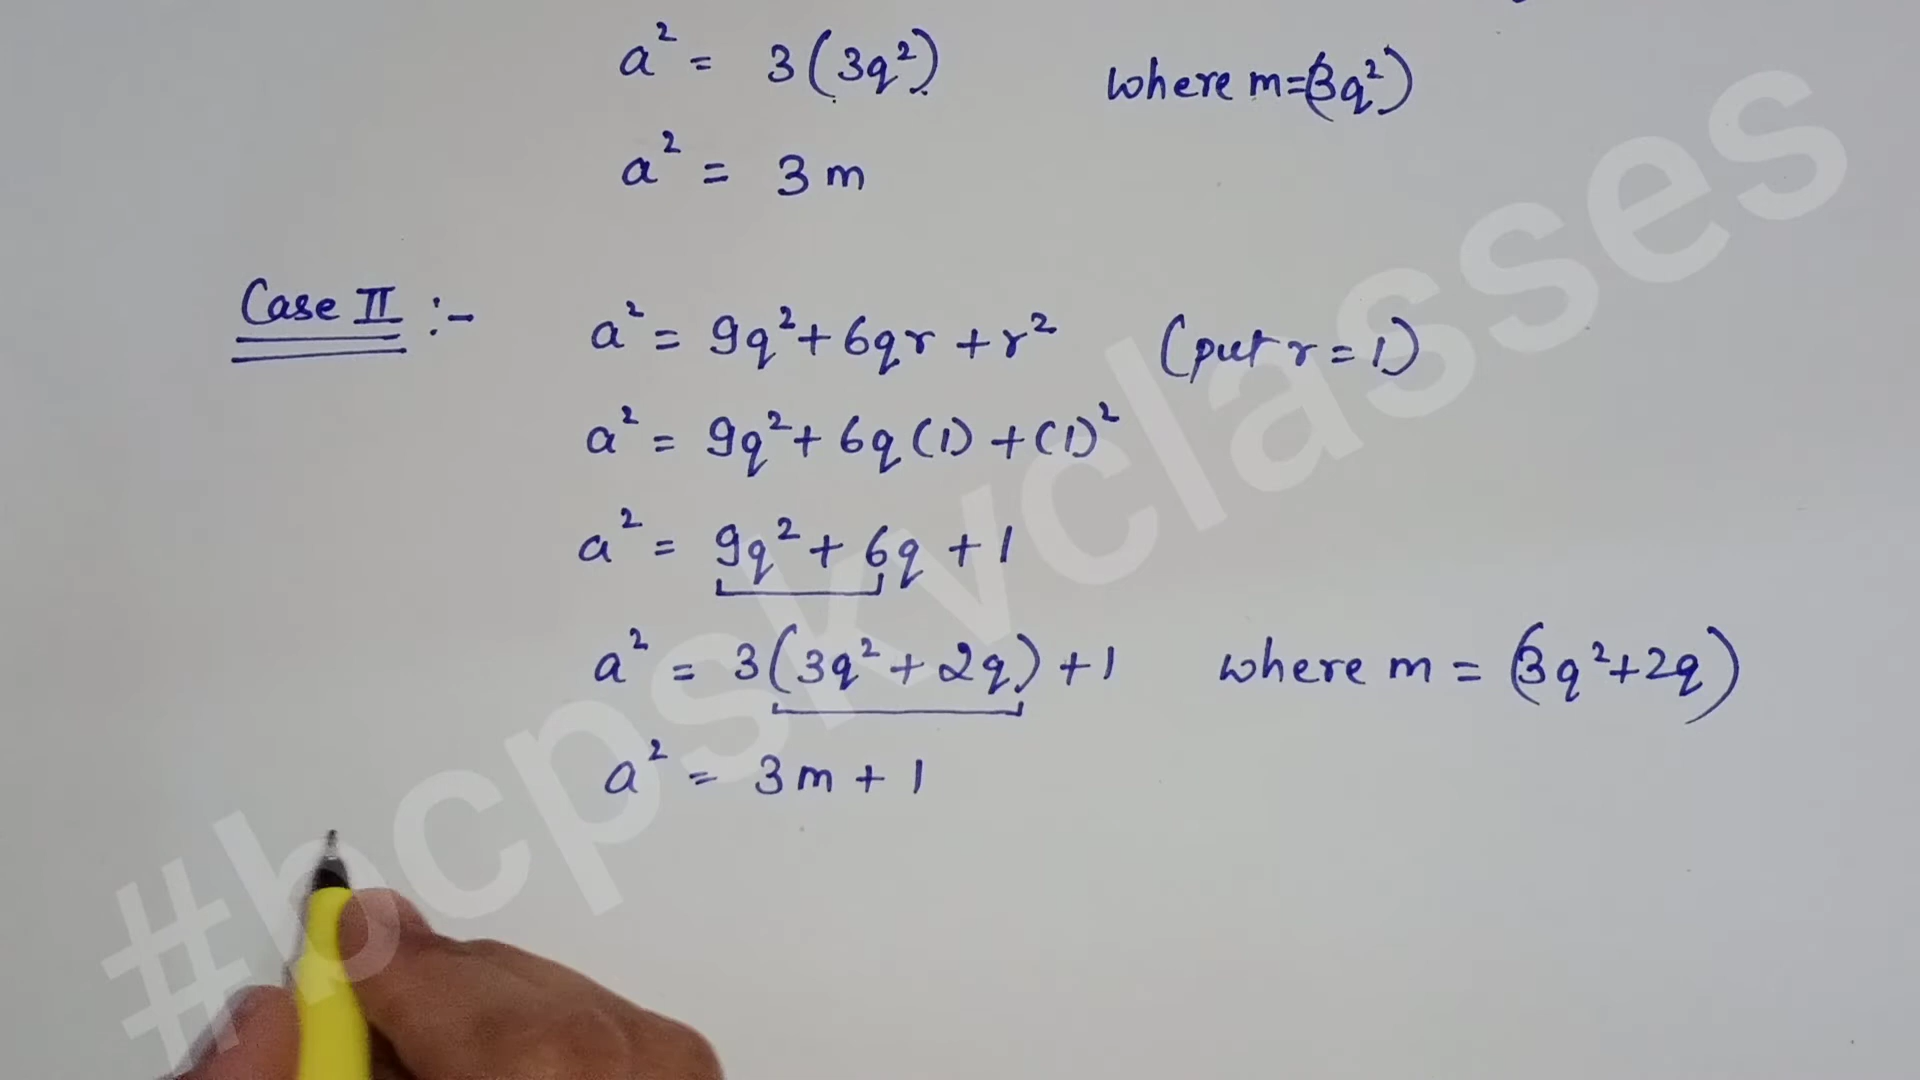 a² = 3(3q²) where m=(3q²)
a² = 3m
Case II :- a² = 9q² + 6qr + r² (put r = 1)
a² = 9q² + 6q(1) + (1)²
a² = 9q² + 6q + 1
a² = 3(3q² + 2q) + 1 where m = (3q²+2q)
a² = 3m + 1
#bcpskvclasses